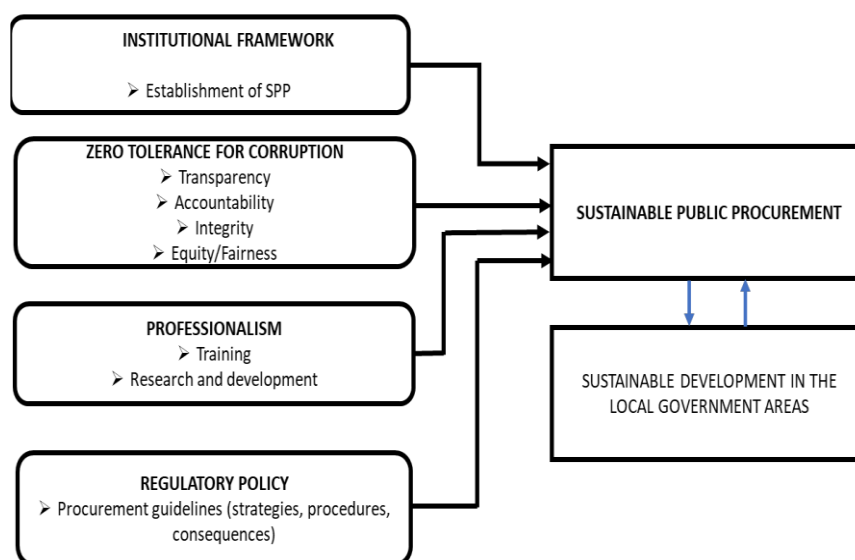 INSTITUTIONAL FRAMEWORK
➢ Establishment of SPP
ZERO TOLERANCE FOR CORRUPTION
➢ Transparency
➢ Accountability
➢ Integrity
➢ Equity/Fairness
PROFESSIONALISM
➢ Training
➢ Research and development
REGULATORY POLICY
➢ Procurement guidelines (strategies, procedures,
consequences)
SUSTAINABLE PUBLIC PROCUREMENT
SUSTAINABLE DEVELOPMENT IN THE
LOCAL GOVERNMENT AREAS